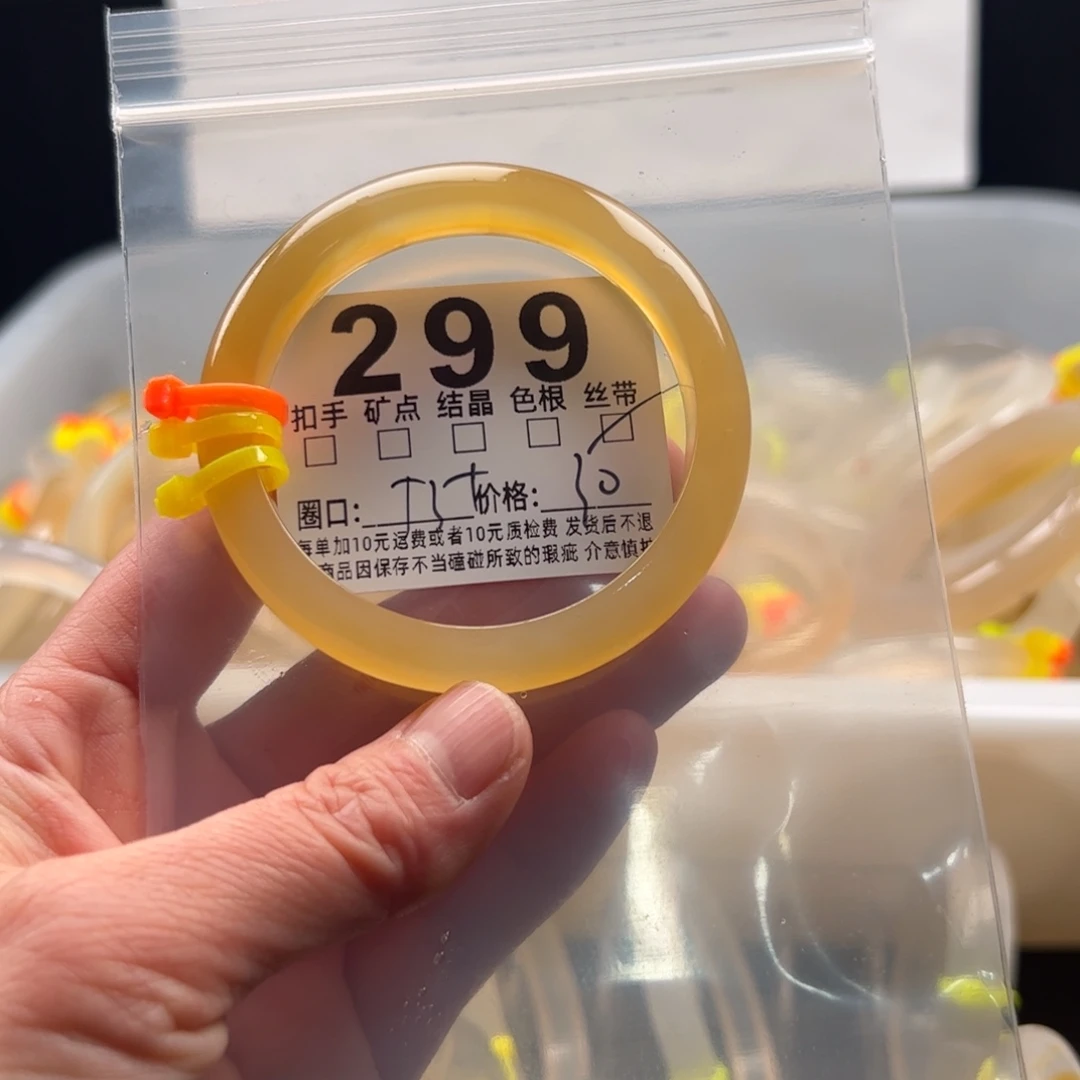 299
扣手 矿点 结晶 色根 丝带
圈口: 价格: 50
每单加10元运费或者10元质检费 发货后不退
商品因保存不当磕碰所致的瑕疵 介意慎拍